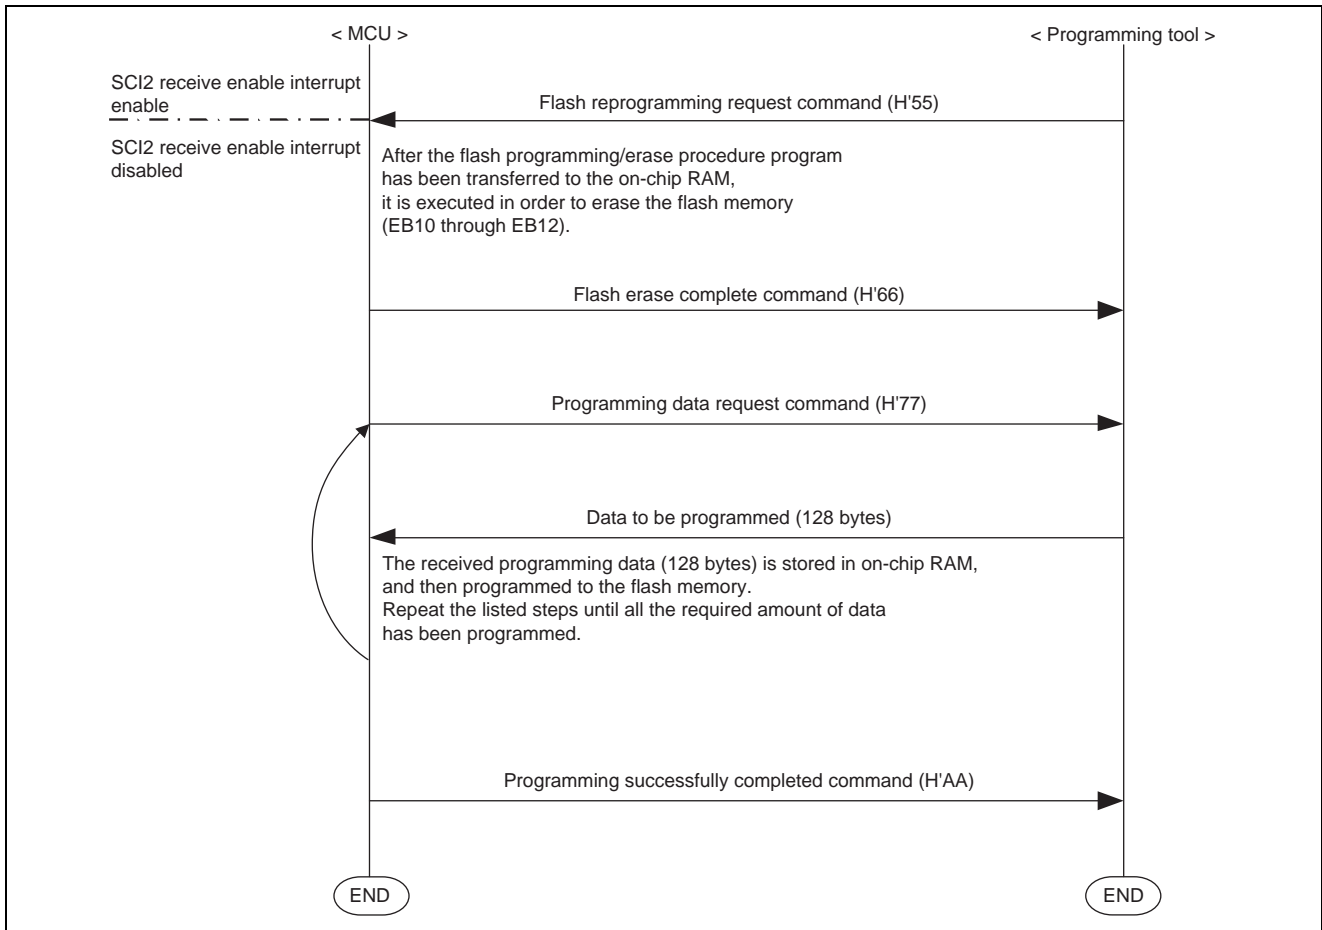 < MCU >
< Programming tool >
SCI2 receive enable interrupt
enable
Flash reprogramming request command (H'55)
SCI2 receive enable interrupt
disabled
After the flash programming/erase procedure program
has been transferred to the on-chip RAM,
it is executed in order to erase the flash memory
(EB10 through EB12).
Flash erase complete command (H'66)
Programming data request command (H'77)
Data to be programmed (128 bytes)
The received programming data (128 bytes) is stored in on-chip RAM,
and then programmed to the flash memory.
Repeat the listed steps until all the required amount of data
has been programmed.
Programming successfully completed command (H'AA)
END
END